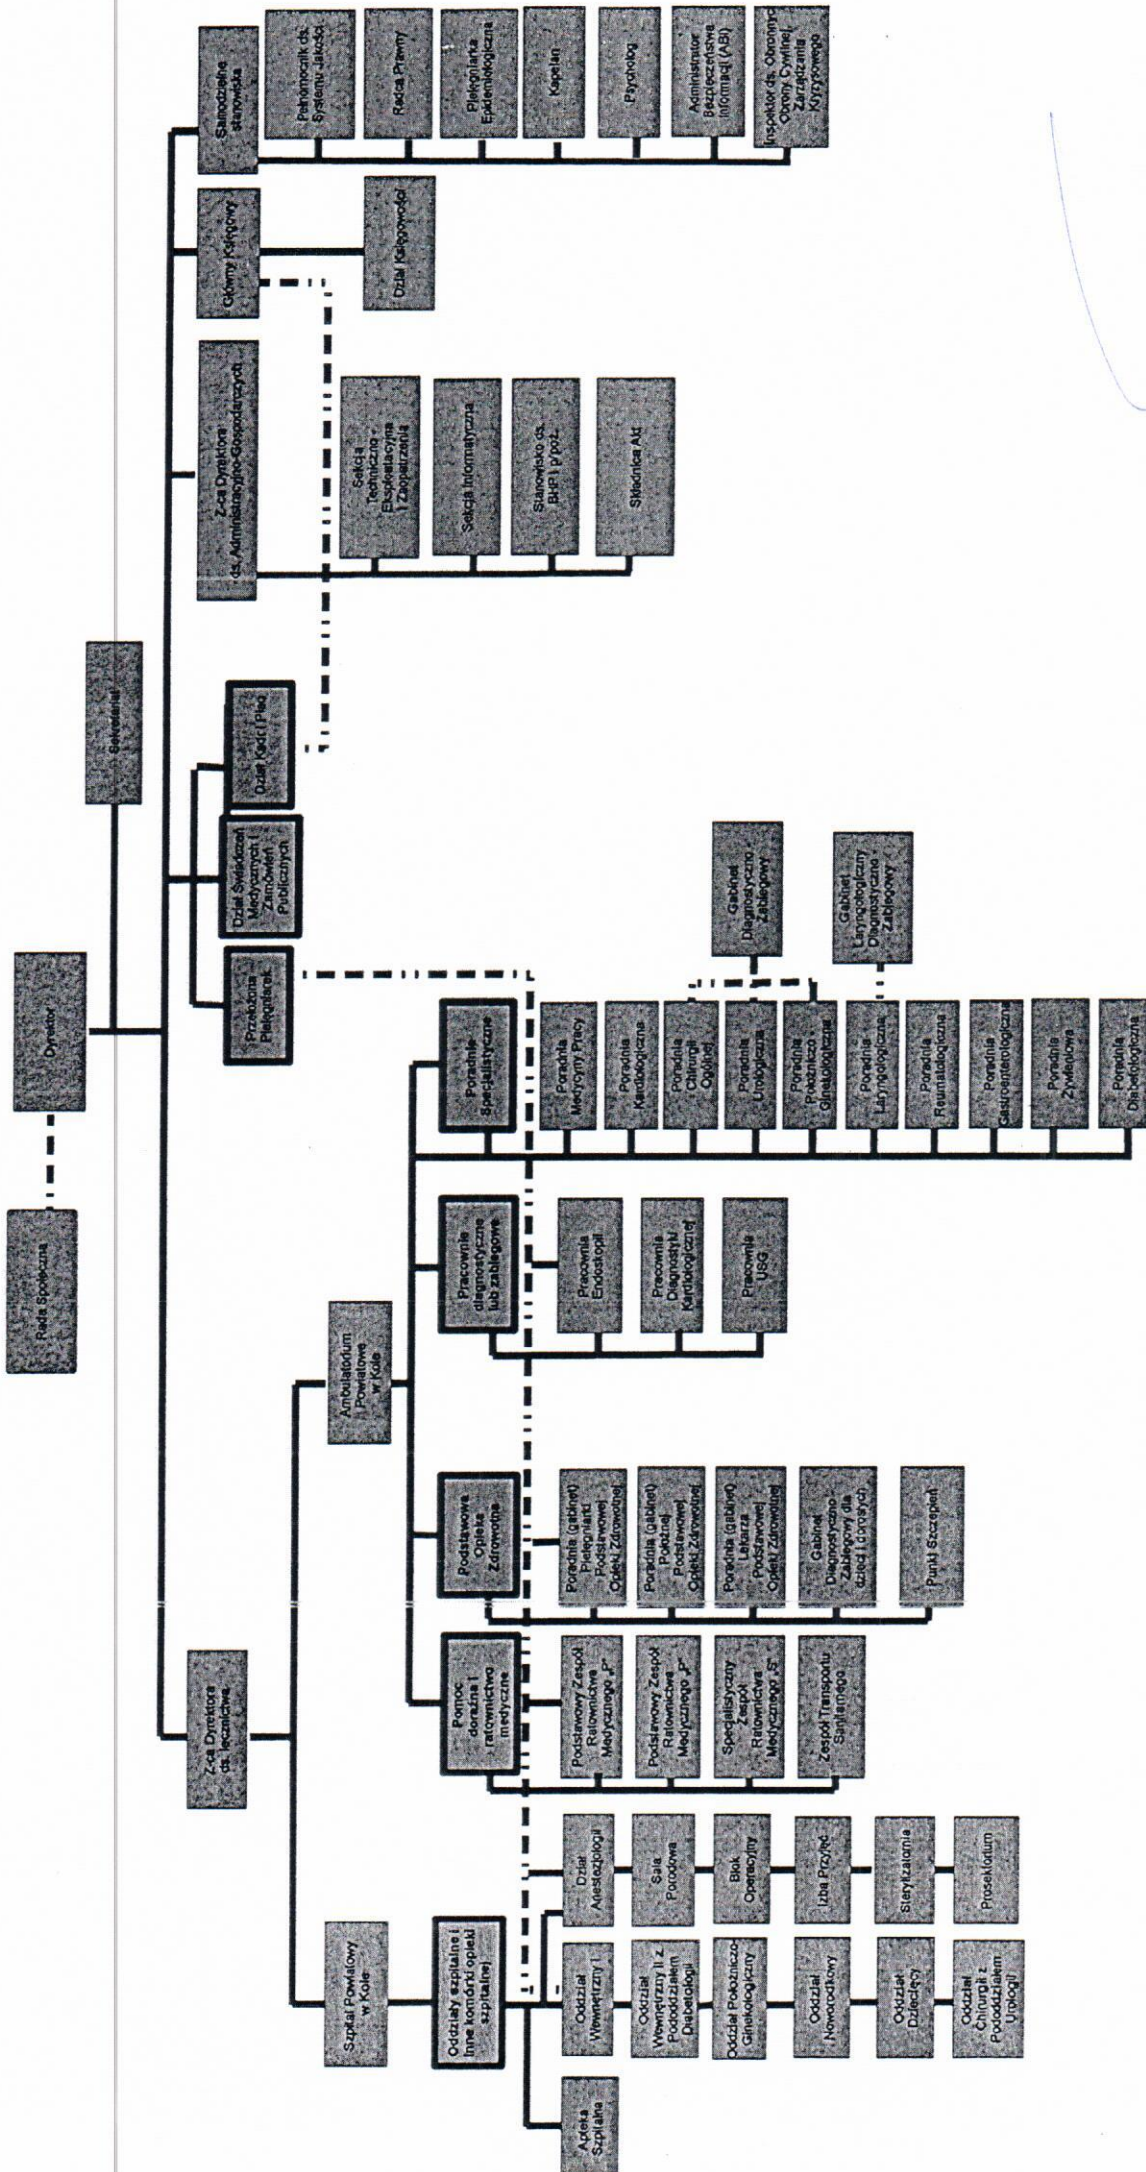 Rada Społeczna
Dyrektor
Sekretariat
Z-ca Dyrektora
ds. lecznictwa
Przełożona
Pielęgniarek
Dział Świadczeń
Medycznych i
Zamówień
Publicznych
Dział Kadr i Płac
Z-ca Dyrektora
ds. Administracyjno-Gospodarczych
Główny Księgowy
Samodzielne
stanowiska
Szpital Powiatowy
w Kole
Ambulatorium
Powiatowe
w Kole
Sekcja
Techniczno -
Eksploatacyjna
i Zaopatrzenia
Sekcja Informatyczna
Stanowisko ds.
BHP i p/poż.
Składnica Akt
Dział Księgowości
Pełnomocnik ds.
Systemu Jakości
Radca Prawny
Pielęgniarka
Epidemiologiczna
Kapelan
Psycholog
Administrator
Bezpieczeństwa
Informacji (ABI)
Inspektor ds. Obronnych
Obrony Cywilnej
Zarządzania
Kryzysowego
Oddziały szpitalne i
Inne komórki opieki
szpitalnej
Pomoc
doraźna i
ratownictwo
medyczne
Podstawowa
Opieka
Zdrowotna
Pracownie
diagnostyczne
lub zabiegowe
Poradnie
Specjalistyczne
Apteka
Szpitalna
Oddział
Wewnętrzny I
Oddział
Wewnętrzny II z
Pododdziałem
Diabetologii
Oddział Położniczo-
Ginekologiczny
Oddział
Noworodkowy
Oddział
Dziecięcy
Oddział
Chirurgii z
Pododdziałem
Urologii
Dział
Anestezjologii
Sala
Porodowa
Blok
Operacyjny
Izba Przyjęć
Sterylizatornia
Prosektorium
Podstawowy Zespół
Ratownictwa
Medycznego „P”
Podstawowy Zespół
Ratownictwa
Medycznego „P”
Specjalistyczny
Zespół
Ratownictwa
Medycznego „S”
Zespół Transportu
Sanitarnego
Poradnia (gabinet)
Pielęgniarki
Podstawowej
Opieki Zdrowotnej
Poradnia (gabinet)
Położnej
Podstawowej
Opieki Zdrowotnej
Poradnia (gabinet)
Lekarza
Podstawowej
Opieki Zdrowotnej
Gabinet
Diagnostyczno -
Zabiegowy dla
dzieci i dorosłych
Punkt Szczepień
Pracownia
Endoskopii
Pracownia
Diagnostyki
Kardiologicznej
Pracownia
USG
Poradnia
Medycyny Pracy
Poradnia
Kardiologiczna
Poradnia
Chirurgii
Ogólnej
Poradnia
Urologiczna
Poradnia
Położniczo -
Ginekologiczna
Poradnia
Laryngologiczna
Poradnia
Reumatologiczna
Poradnia
Gastroenterologiczna
Poradnia
Żywieniowa
Poradnia
Diabetologiczna
Gabinet
Diagnostyczno -
Zabiegowy
Gabinet
Laryngologiczny
Diagnostyczno -
Zabiegowy